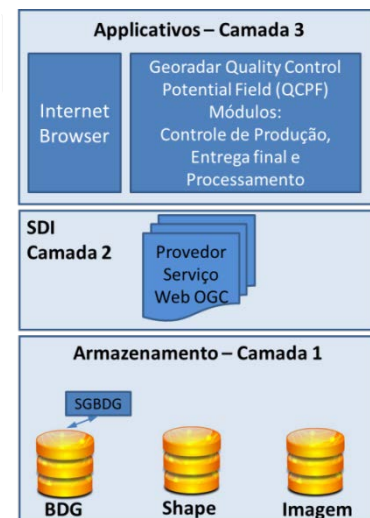 Applicativos – Camada 3
Internet
Browser
Georadar Quality Control
Potential Field (QCPF)
Módulos:
Controle de Produção,
Entrega final e
Processamento
SDI
Camada 2
Provedor
Serviço
Web OGC
Armazenamento – Camada 1
SGBDG
BDG
Shape
Imagem